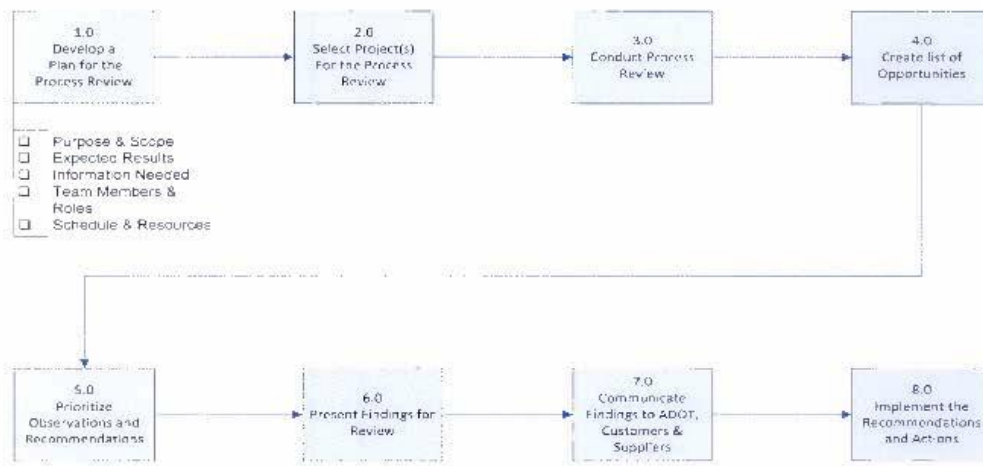 1.0
Develop a
Plan for the
Process Review
2.0
Select Project(s)
For the Process
Review
3.0
Conduct Process
Review
4.0
Create list of
Opportunities
Purpose & Scope
Expected Results
Information Needed
Team Members &
Roles
Schedule & Resources
5.0
Prioritize
Observations and
Recommendations
6.0
Present Findings for
Review
7.0
Communicate
Findings to ADOT,
Customers &
Suppliers
8.0
Implement the
Recommendations
and Actions